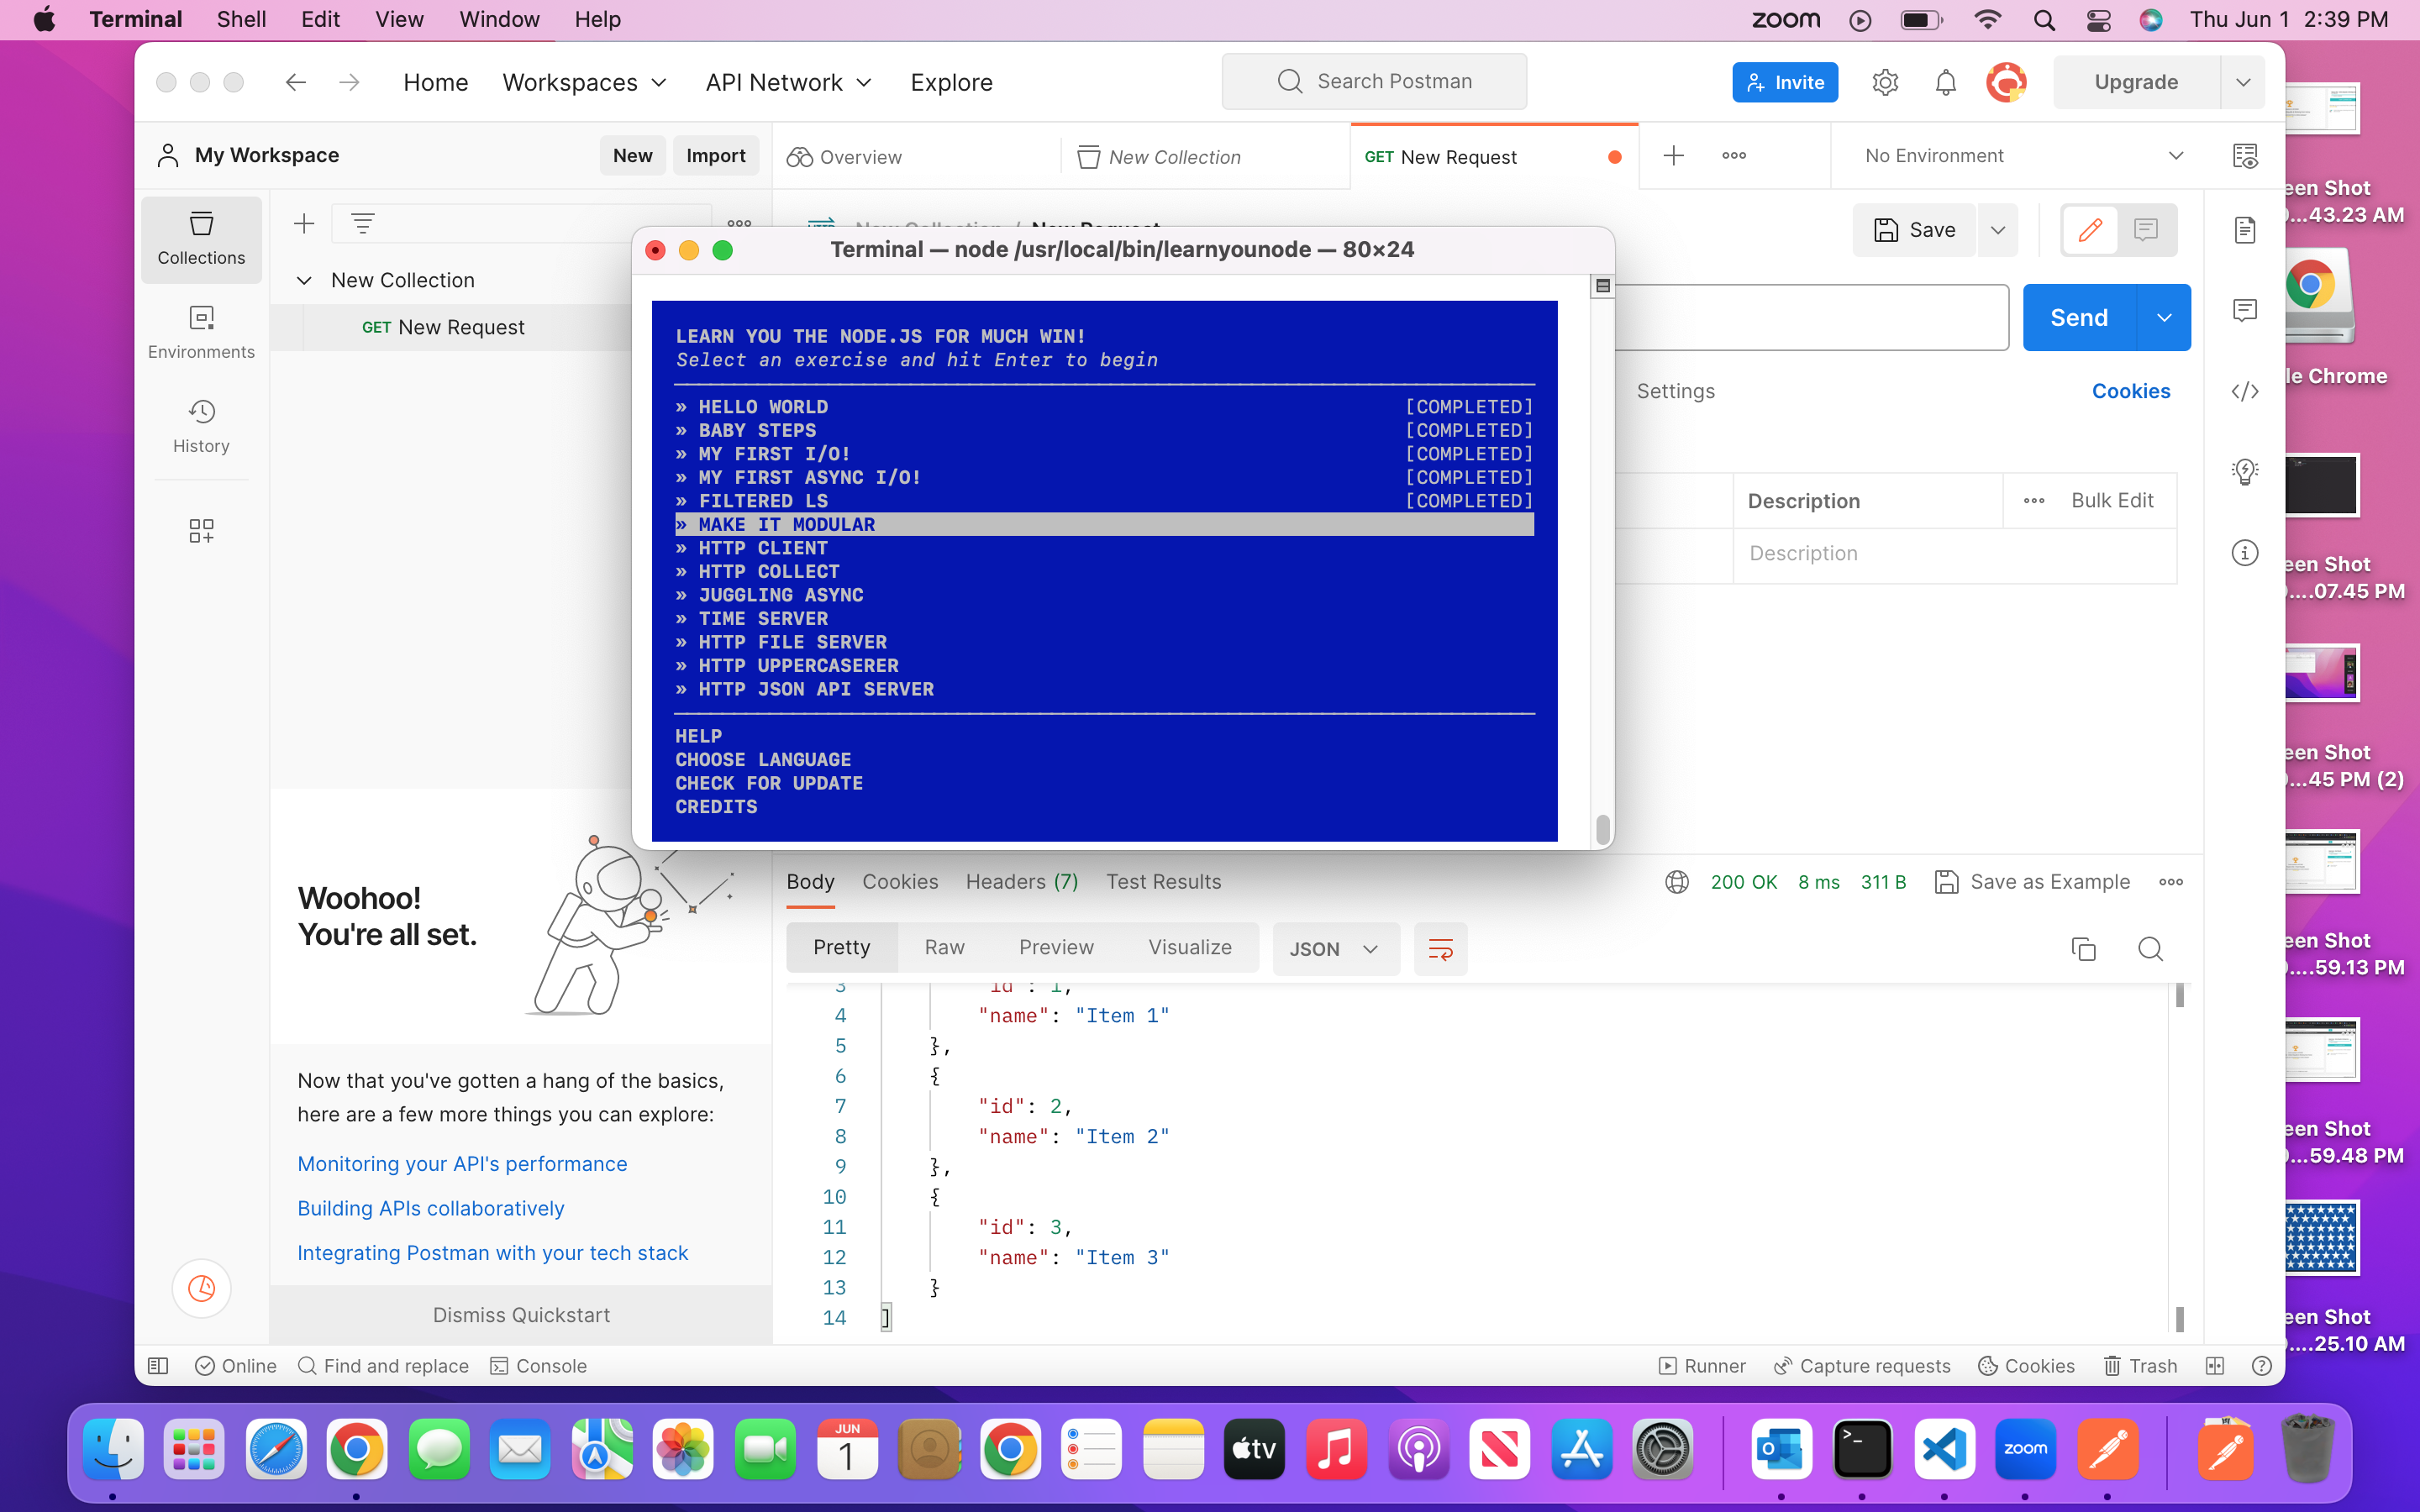 Terminal Shell Edit View Window Help zoom Thu Jun 1 2:39 PM
Home Workspaces API Network Explore Search Postman Invite Upgrade
My Workspace New Import Overview New Collection GET New Request No Environment
Collections
Environments
History
New Collection
GET New Request
Save
Send
Settings Cookies
Description Bulk Edit
Description
Terminal — node /usr/local/bin/learnyounode — 80×24
LEARN YOU THE NODE.JS FOR MUCH WIN!
Select an exercise and hit Enter to begin
» HELLO WORLD [COMPLETED]
» BABY STEPS [COMPLETED]
» MY FIRST I/O! [COMPLETED]
» MY FIRST ASYNC I/O! [COMPLETED]
» FILTERED LS [COMPLETED]
» MAKE IT MODULAR
» HTTP CLIENT
» HTTP COLLECT
» JUGGLING ASYNC
» TIME SERVER
» HTTP FILE SERVER
» HTTP UPPERCASERER
» HTTP JSON API SERVER
HELP
CHOOSE LANGUAGE
CHECK FOR UPDATE
CREDITS
Woohoo!
You're all set.
Now that you've gotten a hang of the basics,
here are a few more things you can explore:
Monitoring your API's performance
Building APIs collaboratively
Integrating Postman with your tech stack
Dismiss Quickstart
Body Cookies Headers (7) Test Results 200 OK 8 ms 311 B Save as Example
Pretty Raw Preview Visualize JSON
3 "id": 1,
4 "name": "Item 1"
5 },
6 {
7 "id": 2,
8 "name": "Item 2"
9 },
10 {
11 "id": 3,
12 "name": "Item 3"
13 }
14 ]
Online Find and replace Console Runner Capture requests Cookies Trash
een Shot
...43.23 AM
le Chrome
een Shot
....07.45 PM
een Shot
...45 PM (2)
een Shot
....59.13 PM
een Shot
...59.48 PM
een Shot
....25.10 AM
JUN
1
tv
zoom